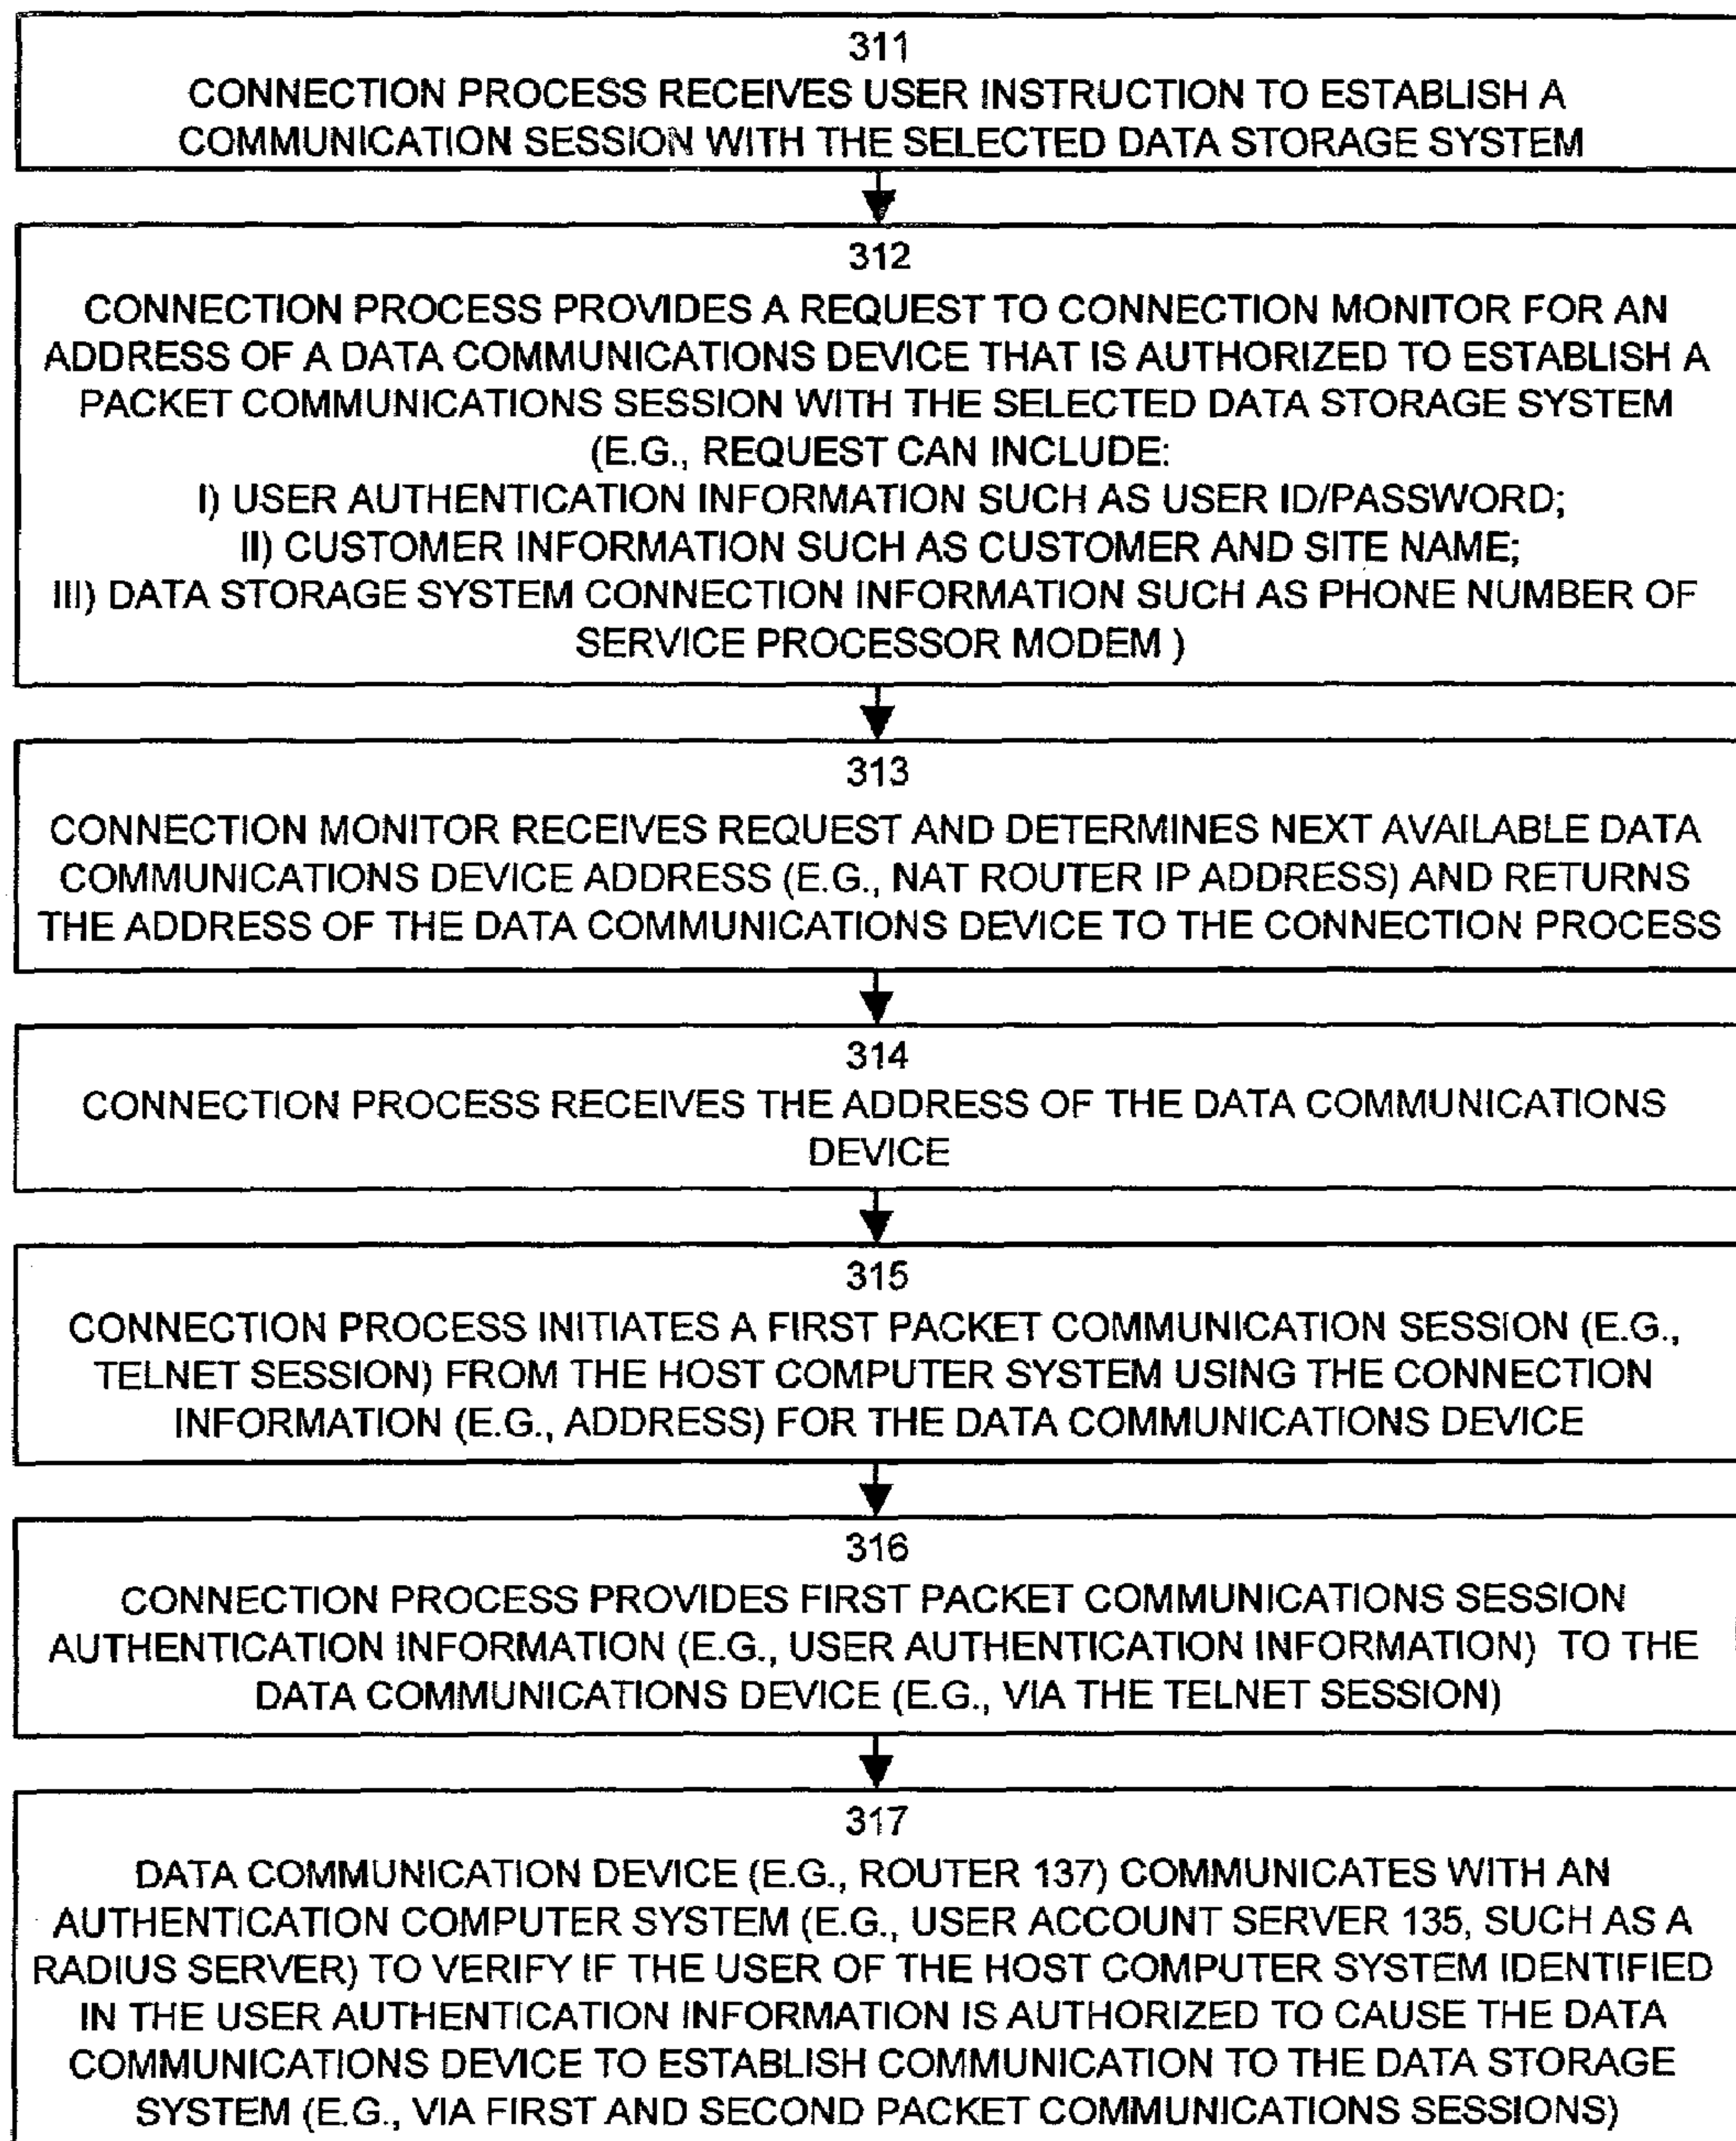 311
CONNECTION PROCESS RECEIVES USER INSTRUCTION TO ESTABLISH A
COMMUNICATION SESSION WITH THE SELECTED DATA STORAGE SYSTEM
312
CONNECTION PROCESS PROVIDES A REQUEST TO CONNECTION MONITOR FOR AN
ADDRESS OF A DATA COMMUNICATIONS DEVICE THAT IS AUTHORIZED TO ESTABLISH A
PACKET COMMUNICATIONS SESSION WITH THE SELECTED DATA STORAGE SYSTEM
(E.G., REQUEST CAN INCLUDE:
I) USER AUTHENTICATION INFORMATION SUCH AS USER ID/PASSWORD;
II) CUSTOMER INFORMATION SUCH AS CUSTOMER AND SITE NAME;
III) DATA STORAGE SYSTEM CONNECTION INFORMATION SUCH AS PHONE NUMBER OF
SERVICE PROCESSOR MODEM )
313
CONNECTION MONITOR RECEIVES REQUEST AND DETERMINES NEXT AVAILABLE DATA
COMMUNICATIONS DEVICE ADDRESS (E.G., NAT ROUTER IP ADDRESS) AND RETURNS
THE ADDRESS OF THE DATA COMMUNICATIONS DEVICE TO THE CONNECTION PROCESS
314
CONNECTION PROCESS RECEIVES THE ADDRESS OF THE DATA COMMUNICATIONS
DEVICE
315
CONNECTION PROCESS INITIATES A FIRST PACKET COMMUNICATION SESSION (E.G.,
TELNET SESSION) FROM THE HOST COMPUTER SYSTEM USING THE CONNECTION
INFORMATION (E.G., ADDRESS) FOR THE DATA COMMUNICATIONS DEVICE
316
CONNECTION PROCESS PROVIDES FIRST PACKET COMMUNICATIONS SESSION
AUTHENTICATION INFORMATION (E.G., USER AUTHENTICATION INFORMATION) TO THE
DATA COMMUNICATIONS DEVICE (E.G., VIA THE TELNET SESSION)
317
DATA COMMUNICATION DEVICE (E.G., ROUTER 137) COMMUNICATES WITH AN
AUTHENTICATION COMPUTER SYSTEM (E.G., USER ACCOUNT SERVER 135, SUCH AS A
RADIUS SERVER) TO VERIFY IF THE USER OF THE HOST COMPUTER SYSTEM IDENTIFIED
IN THE USER AUTHENTICATION INFORMATION IS AUTHORIZED TO CAUSE THE DATA
COMMUNICATIONS DEVICE TO ESTABLISH COMMUNICATION TO THE DATA STORAGE
SYSTEM (E.G., VIA FIRST AND SECOND PACKET COMMUNICATIONS SESSIONS)